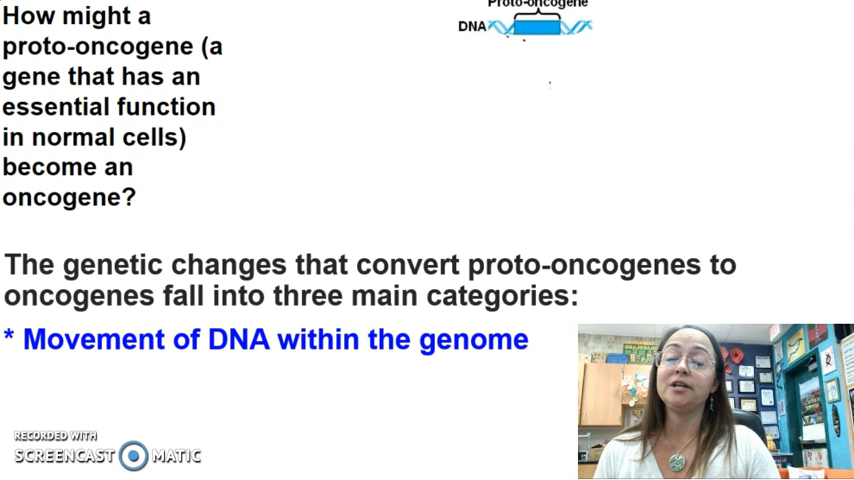 How might a
proto-oncogene (a
gene that has an
essential function
in normal cells)
become an
oncogene?
Proto-oncogene
DNA
The genetic changes that convert proto-oncogenes to
oncogenes fall into three main categories:
* Movement of DNA within the genome
RECORDED WITH
SCREENCAST MATIC